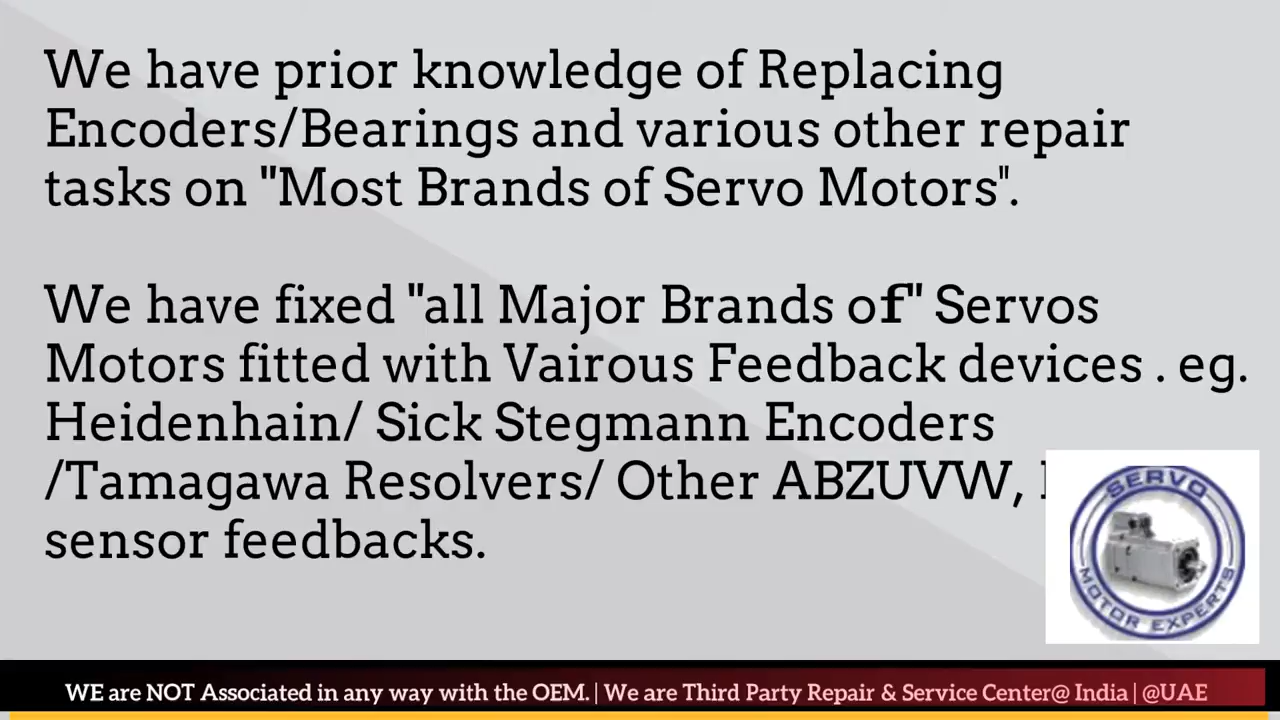 We have prior knowledge of Replacing
Encoders/Bearings and various other repair
tasks on "Most Brands of Servo Motors".
We have fixed "all Major Brands of" Servos
Motors fitted with Vairous Feedback devices . eg.
Heidenhain/ Sick Stegmann Encoders
/Tamagawa Resolvers/ Other ABZUVW,
sensor feedbacks.
SERVO
MOTOR EXPERTS
WE are NOT Associated in any way with the OEM. | We are Third Party Repair & Service Center@ India | @UAE